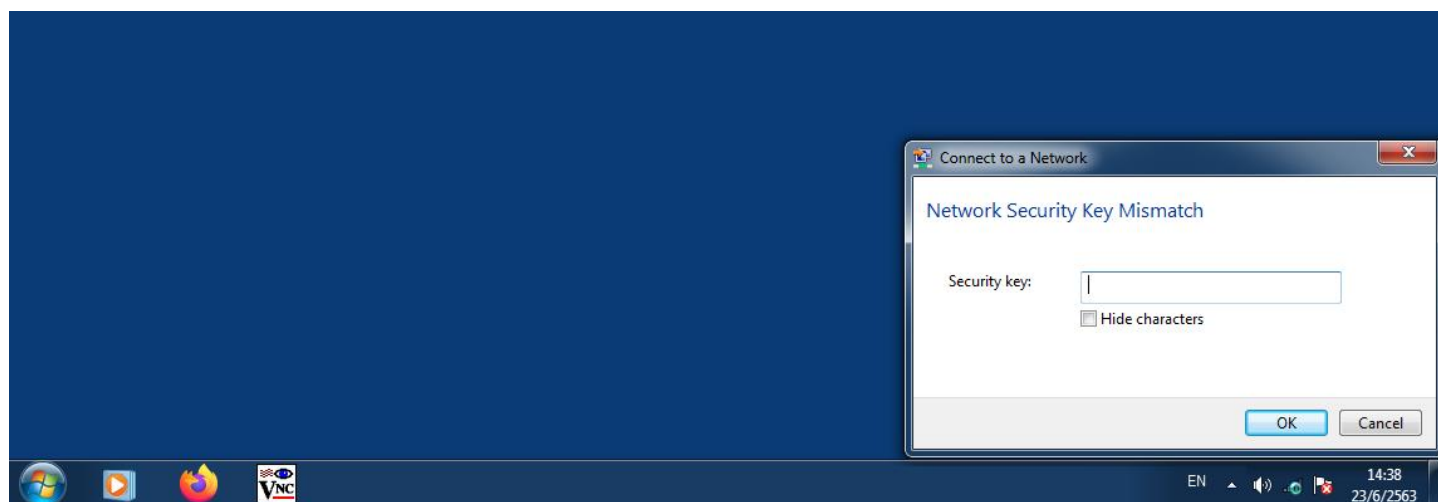 Connect to a Network
Network Security Key Mismatch
Security key:
Hide characters
OK Cancel
VNC
EN 14:38
23/6/2563